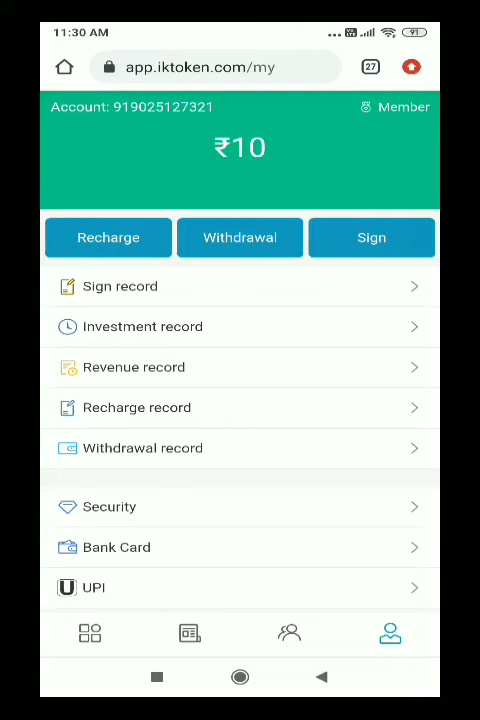 11:30 AM
91
app.iktoken.com/my
27
Account: 919025127321
Member
₹10
Recharge
Withdrawal
Sign
Sign record
Investment record
Revenue record
Recharge record
Withdrawal record
Security
Bank Card
U UPI